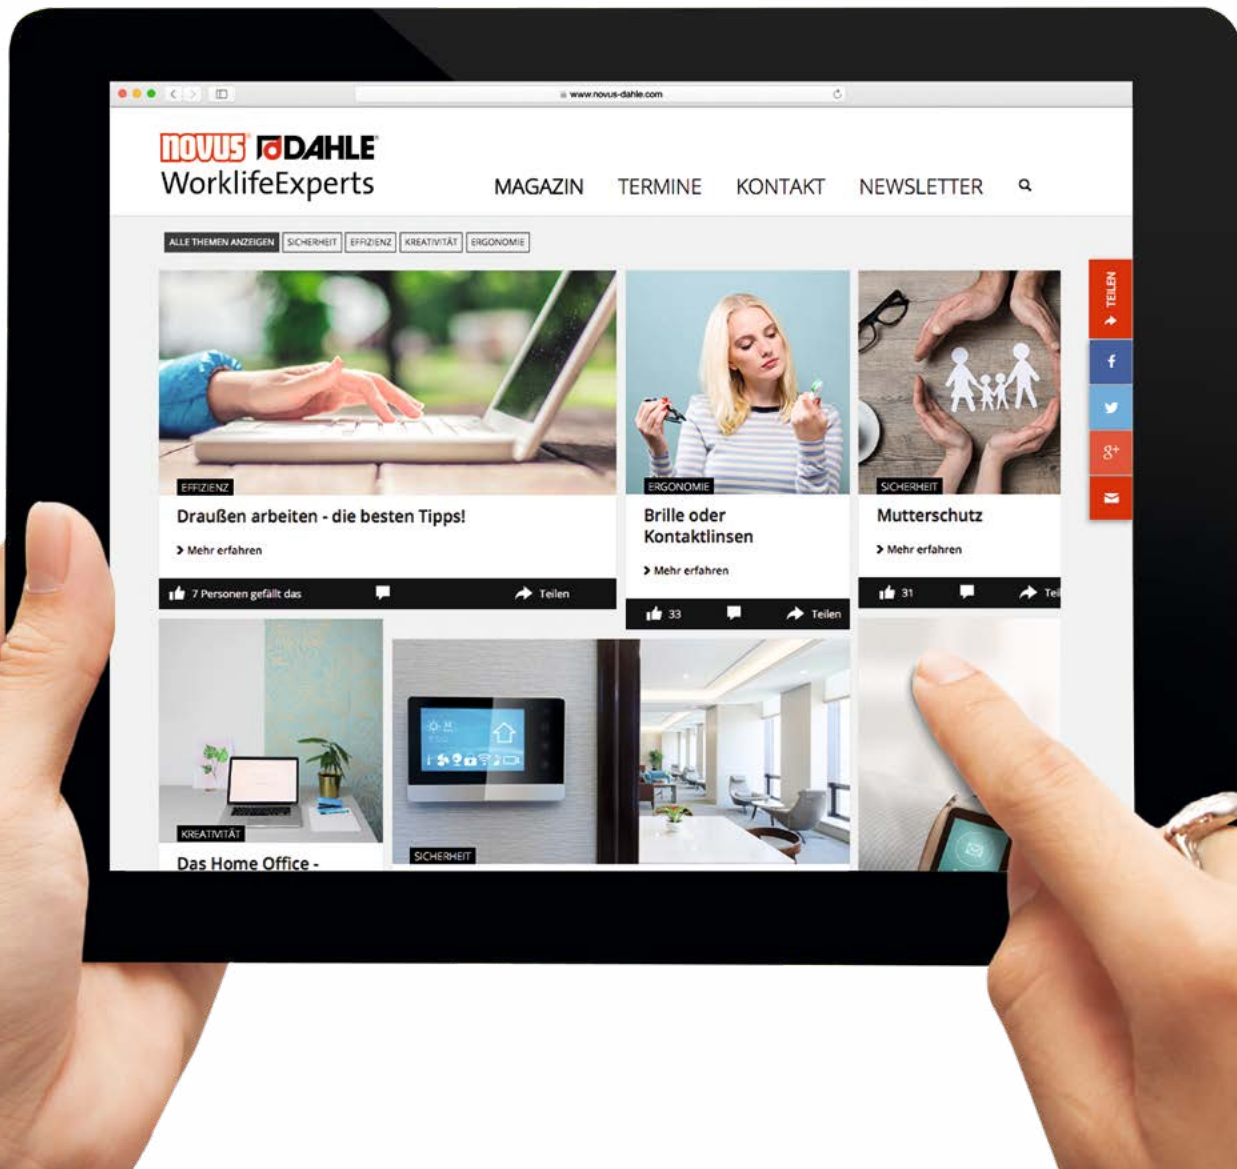 www.novus-dahle.com
novus DAHLE
WorklifeExperts
MAGAZIN TERMINE KONTAKT NEWSLETTER
ALLE THEMEN ANZEIGEN SICHERHEIT EFFIZIENZ KREATIVITÄT ERGONOMIE
TEILEN
f
g+
EFFIZIENZ
Draußen arbeiten - die besten Tipps!
Mehr erfahren
7 Personen gefällt das Teilen
ERGONOMIE
Brille oder
Kontaktlinsen
Mehr erfahren
33 Teilen
SICHERHEIT
Mutterschutz
Mehr erfahren
31 Tei
KREATIVITÄT
Das Home Office -
SICHERHEIT